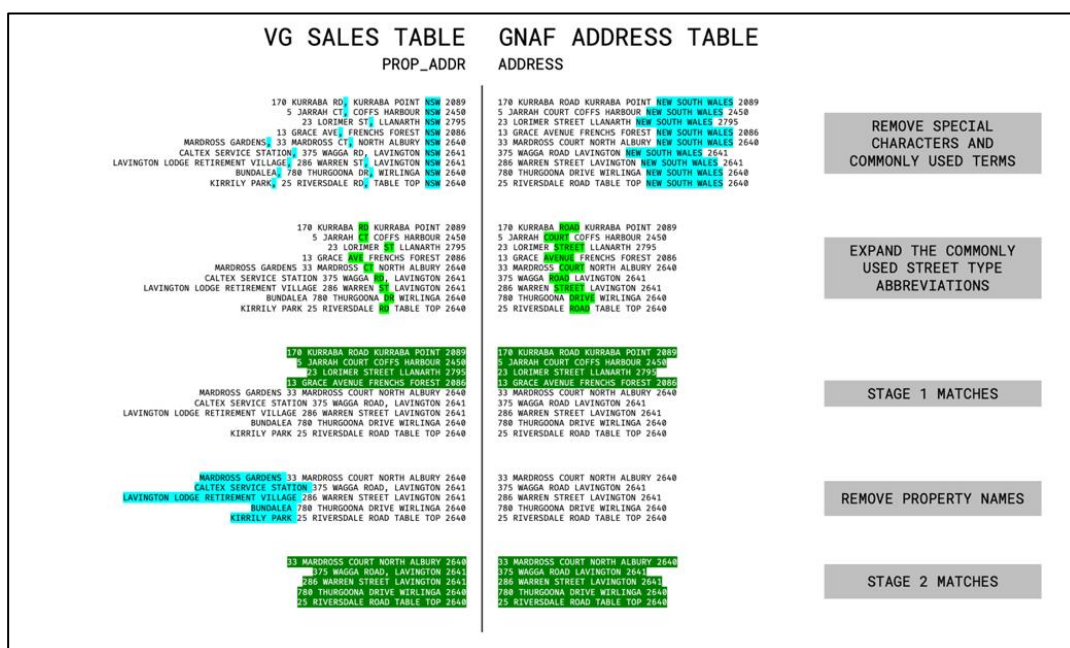 VG SALES TABLE
PROP_ADDR
GNAF ADDRESS TABLE
ADDRESS
170 KURRABA RD, KURRABA POINT NSW 2089
5 JARRAH CT, COFFS HARBOUR NSW 2450
23 LORIMER ST, LLANARTH NSW 2795
13 GRACE AVE, FRENCHS FOREST NSW 2086
MARDROSS GARDENS, 33 MARDROSS CT, NORTH ALBURY NSW 2640
CALTEX SERVICE STATION, 375 WAGGA RD, LAVINGTON NSW 2641
LAVINGTON LODGE RETIREMENT VILLAGE, 286 WARREN ST, LAVINGTON NSW 2641
BUNDALEA, 780 THURGOONA DR, WIRLINGA NSW 2640
KIRRILY PARK, 25 RIVERSDALE RD, TABLE TOP NSW 2640
170 KURRABA ROAD KURRABA POINT NEW SOUTH WALES 2089
5 JARRAH COURT COFFS HARBOUR NEW SOUTH WALES 2450
23 LORIMER STREET LLANARTH NEW SOUTH WALES 2795
13 GRACE AVENUE FRENCHS FOREST NEW SOUTH WALES 2086
33 MARDROSS COURT NORTH ALBURY NEW SOUTH WALES 2640
375 WAGGA ROAD LAVINGTON NEW SOUTH WALES 2641
286 WARREN STREET LAVINGTON NEW SOUTH WALES 2641
780 THURGOONA DRIVE WIRLINGA NEW SOUTH WALES 2640
25 RIVERSDALE ROAD TABLE TOP NEW SOUTH WALES 2640
REMOVE SPECIAL
CHARACTERS AND
COMMONLY USED TERMS
170 KURRABA RD KURRABA POINT 2089
5 JARRAH CT COFFS HARBOUR 2450
23 LORIMER ST LLANARTH 2795
13 GRACE AVE FRENCHS FOREST 2086
MARDROSS GARDENS 33 MARDROSS CT NORTH ALBURY 2640
CALTEX SERVICE STATION 375 WAGGA RD, LAVINGTON 2641
LAVINGTON LODGE RETIREMENT VILLAGE 286 WARREN ST LAVINGTON 2641
BUNDALEA 780 THURGOONA DR WIRLINGA 2640
KIRRILY PARK 25 RIVERSDALE RD TABLE TOP 2640
170 KURRABA ROAD KURRABA POINT 2089
5 JARRAH COURT COFFS HARBOUR 2450
23 LORIMER STREET LLANARTH 2795
13 GRACE AVENUE FRENCHS FOREST 2086
33 MARDROSS COURT NORTH ALBURY 2640
375 WAGGA ROAD LAVINGTON 2641
286 WARREN STREET LAVINGTON 2641
780 THURGOONA DRIVE WIRLINGA 2640
25 RIVERSDALE ROAD TABLE TOP 2640
EXPAND THE COMMONLY
USED STREET TYPE
ABBREVIATIONS
170 KURRABA ROAD KURRABA POINT 2089
5 JARRAH COURT COFFS HARBOUR 2450
23 LORIMER STREET LLANARTH 2795
13 GRACE AVENUE FRENCHS FOREST 2086
MARDROSS GARDENS 33 MARDROSS COURT NORTH ALBURY 2640
CALTEX SERVICE STATION 375 WAGGA ROAD, LAVINGTON 2641
LAVINGTON LODGE RETIREMENT VILLAGE 286 WARREN STREET LAVINGTON 2641
BUNDALEA 780 THURGOONA DRIVE WIRLINGA 2640
KIRRILY PARK 25 RIVERSDALE ROAD TABLE TOP 2640
170 KURRABA ROAD KURRABA POINT 2089
5 JARRAH COURT COFFS HARBOUR 2450
23 LORIMER STREET LLANARTH 2795
13 GRACE AVENUE FRENCHS FOREST 2086
33 MARDROSS COURT NORTH ALBURY 2640
375 WAGGA ROAD LAVINGTON 2641
286 WARREN STREET LAVINGTON 2641
780 THURGOONA DRIVE WIRLINGA 2640
25 RIVERSDALE ROAD TABLE TOP 2640
STAGE 1 MATCHES
MARDROSS GARDENS 33 MARDROSS COURT NORTH ALBURY 2640
CALTEX SERVICE STATION 375 WAGGA ROAD, LAVINGTON 2641
LAVINGTON LODGE RETIREMENT VILLAGE 286 WARREN STREET LAVINGTON 2641
BUNDALEA 780 THURGOONA DRIVE WIRLINGA 2640
KIRRILY PARK 25 RIVERSDALE ROAD TABLE TOP 2640
33 MARDROSS COURT NORTH ALBURY 2640
375 WAGGA ROAD LAVINGTON 2641
286 WARREN STREET LAVINGTON 2641
780 THURGOONA DRIVE WIRLINGA 2640
25 RIVERSDALE ROAD TABLE TOP 2640
REMOVE PROPERTY NAMES
33 MARDROSS COURT NORTH ALBURY 2640
375 WAGGA ROAD, LAVINGTON 2641
286 WARREN STREET LAVINGTON 2641
780 THURGOONA DRIVE WIRLINGA 2640
25 RIVERSDALE ROAD TABLE TOP 2640
33 MARDROSS COURT NORTH ALBURY 2640
375 WAGGA ROAD LAVINGTON 2641
286 WARREN STREET LAVINGTON 2641
780 THURGOONA DRIVE WIRLINGA 2640
25 RIVERSDALE ROAD TABLE TOP 2640
STAGE 2 MATCHES